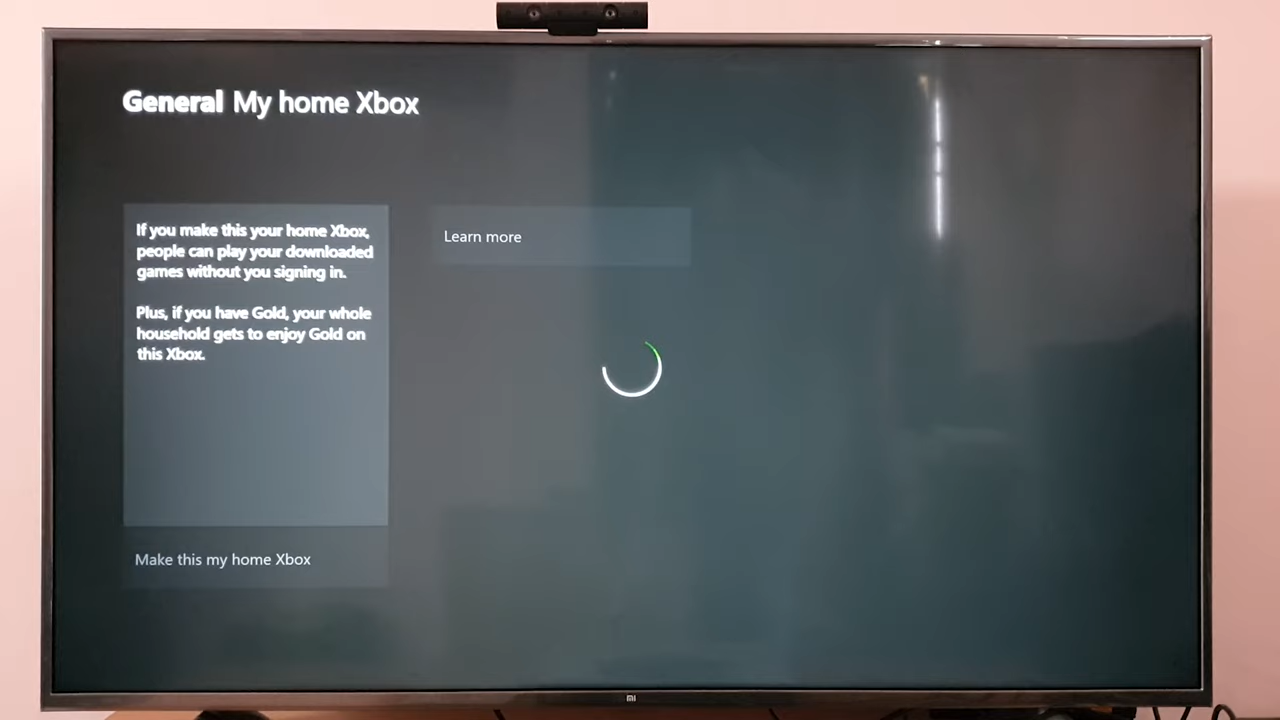 General My home Xbox
If you make this your home Xbox,
people can play your downloaded
games without you signing in.
Plus, if you have Gold, your whole
household gets to enjoy Gold on
this Xbox.
Learn more
Make this my home Xbox
mi